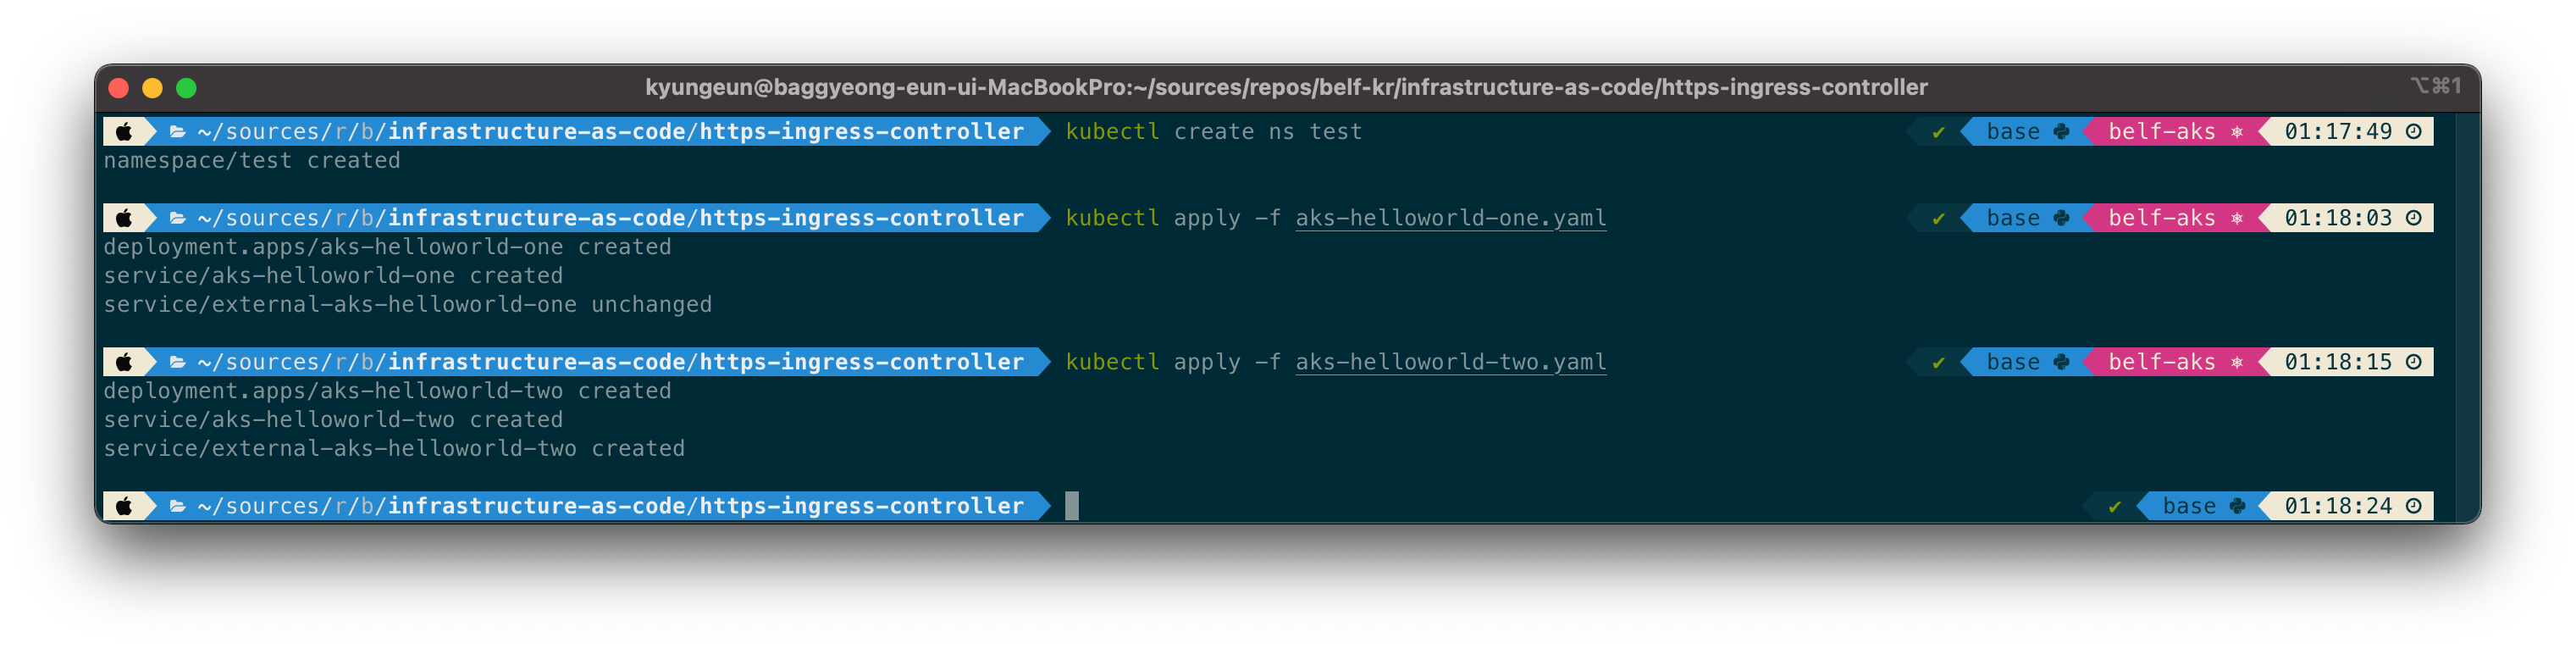 kyungeun@baggyeong-eun-ui-MacBookPro:~/sources/repos/belf-kr/infrastructure-as-code/https-ingress-controller ⌥⌘1
~/sources/r/b/infrastructure-as-code/https-ingress-controller kubectl create ns test ✔ base belf-aks ⎈ 01:17:49
namespace/test created
~/sources/r/b/infrastructure-as-code/https-ingress-controller kubectl apply -f aks-helloworld-one.yaml ✔ base belf-aks ⎈ 01:18:03
deployment.apps/aks-helloworld-one created
service/aks-helloworld-one created
service/external-aks-helloworld-one unchanged
~/sources/r/b/infrastructure-as-code/https-ingress-controller kubectl apply -f aks-helloworld-two.yaml ✔ base belf-aks ⎈ 01:18:15
deployment.apps/aks-helloworld-two created
service/aks-helloworld-two created
service/external-aks-helloworld-two created
~/sources/r/b/infrastructure-as-code/https-ingress-controller ✔ base 01:18:24